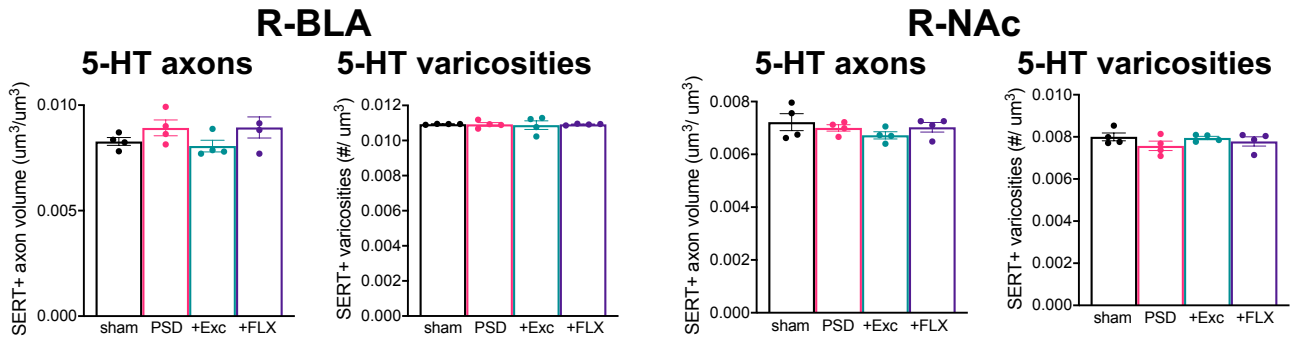 R-BLA
5-HT axons
5-HT varicosities
SERT+ axon volume (um3/um3)
0.010
0.005
0.000
sham PSD +Exc +FLX
SERT+ varicosities (#/ um3)
0.012
0.010
0.008
0.006
0.004
0.002
0.000
sham PSD +Exc +FLX
R-NAc
5-HT axons
5-HT varicosities
SERT+ axon volume (um3/ um3)
0.008
0.006
0.004
0.002
0.000
sham PSD +Exc +FLX
SERT+ varicosities (#/ um3)
0.010
0.008
0.006
0.004
0.002
0.000
sham PSD +Exc +FLX